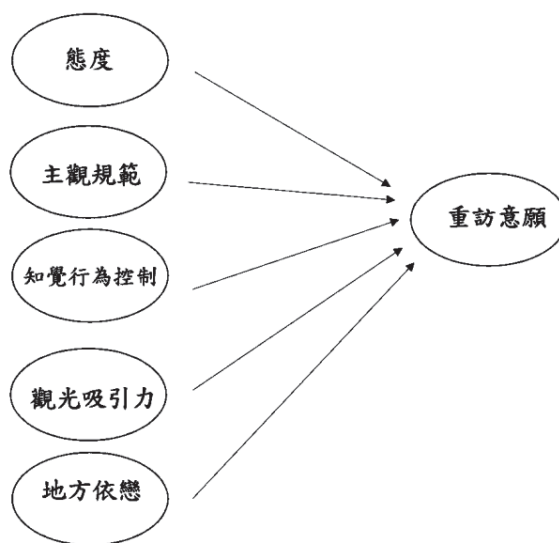 態度
主觀規範
重訪意願
知覺行為控制
觀光吸引力
地方依戀